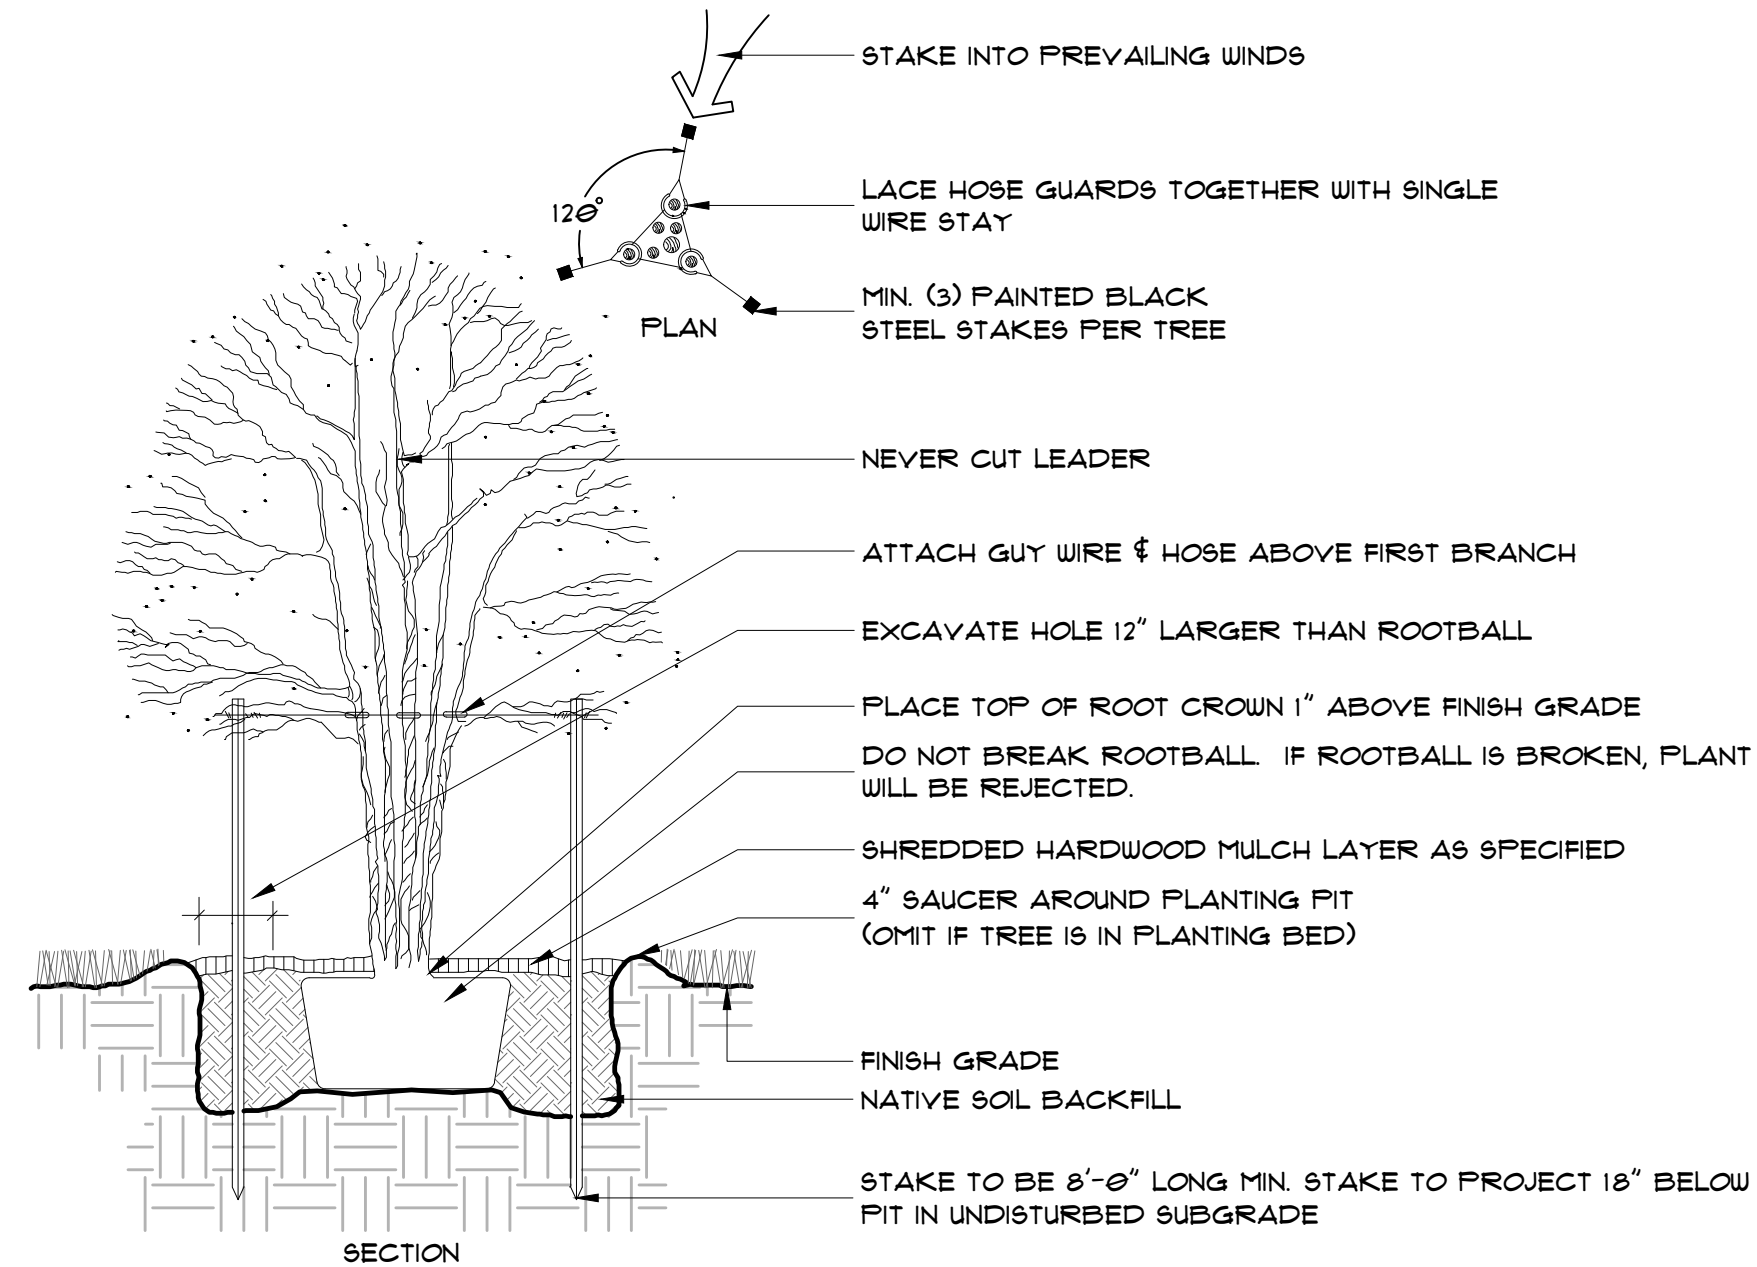 STAKE INTO PREVAILING WINDS
LACE HOSE GUARDS TOGETHER WITH SINGLE
WIRE STAY
120°
MIN. (3) PAINTED BLACK
STEEL STAKES PER TREE
PLAN
NEVER CUT LEADER
ATTACH GUY WIRE & HOSE ABOVE FIRST BRANCH
EXCAVATE HOLE 12" LARGER THAN ROOTBALL
PLACE TOP OF ROOT CROWN 1" ABOVE FINISH GRADE
DO NOT BREAK ROOTBALL. IF ROOTBALL IS BROKEN, PLANT
WILL BE REJECTED.
SHREDDED HARDWOOD MULCH LAYER AS SPECIFIED
4" SAUCER AROUND PLANTING PIT
(OMIT IF TREE IS IN PLANTING BED)
FINISH GRADE
NATIVE SOIL BACKFILL
STAKE TO BE 8'-0" LONG MIN. STAKE TO PROJECT 18" BELOW
PIT IN UNDISTURBED SUBGRADE
SECTION